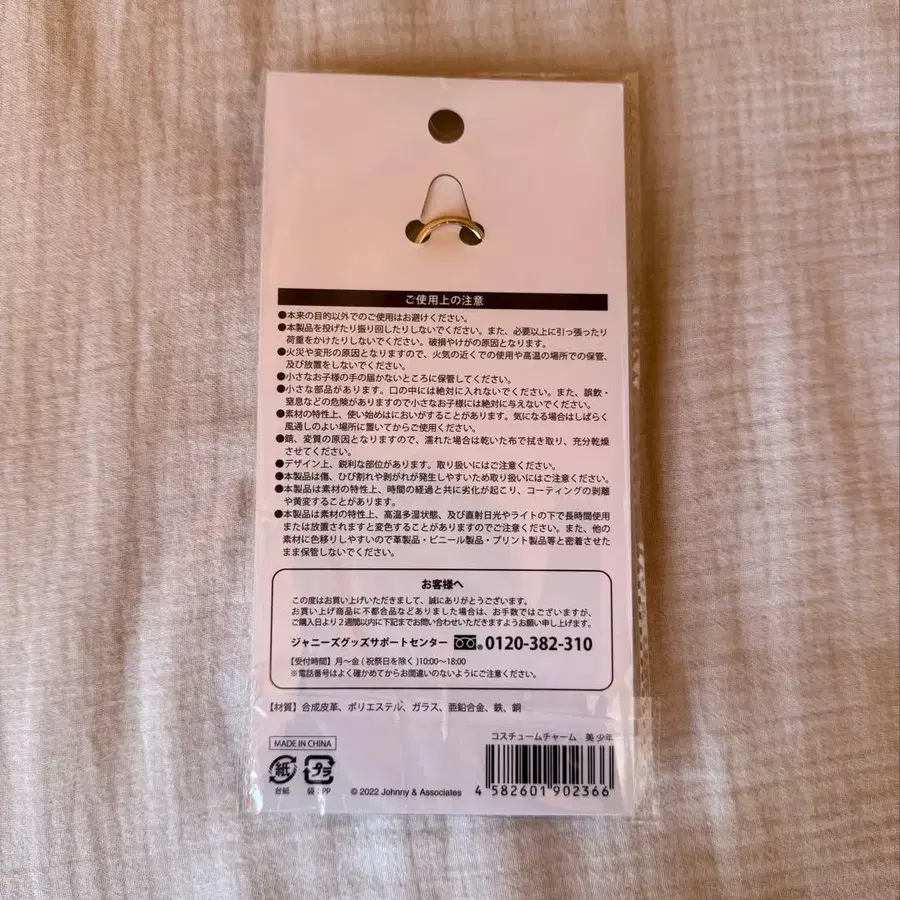 ご使用上の注意
●本来の目的以外でのご使用はお避けください。
●本製品を投げたり振り回したりしないでください。また、必要以上に引っ張ったり
荷重をかけたりしないでください。破損やけがの原因となります。
●火災や変形の原因となりますので、火気の近くでの使用や高温の場所での保管、
及び放置をしないでください。
●小さなお子様の手の届かないところに保管してください。
●小さな部品があります。口の中には絶対に入れないでください。また、誤飲・
窒息などの危険がありますので小さなお子様には絶対に与えないでください。
●素材の特性上、使い始めはにおいがすることがあります。気になる場合はしばらく
風通しのよい場所に置いてからご使用ください。
●錆、変質の原因となりますので、濡れた場合は乾いた布で拭き取り、充分乾燥
させてください。
●デザイン上、鋭利な部位があります。取り扱いにはご注意ください。
●本製品は傷、ひび割れや剥がれが発生しやすいため取り扱いにはご注意ください。
●本製品は素材の特性上、時間の経過と共に劣化が起こり、コーティングの剥離
や黄変することがあります。
●本製品は素材の特性上、高温多湿状態、及び直射日光やライトの下で長時間使用
または放置されますと変色することがありますのでご注意ください。また、他の
素材に色移りしやすいので革製品・ビニール製品・プリント製品等と密着させた
まま保管しないでください。
お客様へ
この度はお買い上げいただきまして、誠にありがとうございます。
お買い上げ商品に不都合品などありました場合は、お手数ではございますが、
ご購入日より2週間以内に下記までお問い合わせいただきますようお願い申し上げます。
ジャニーズグッズサポートセンター 0120-382-310
【受付時間】月〜金(祝祭日を除く)10:00〜18:00
※電話番号はよく確かめてからお間違いのないようにご注意ください。
【材質】合成皮革、ポリエステル、ガラス、亜鉛合金、鉄、銅
コスチュームチャーム 美 少年
MADE IN CHINA
紙 プラ
台紙 袋:PP
© 2022 Johnny & Associates
4 582601 902366